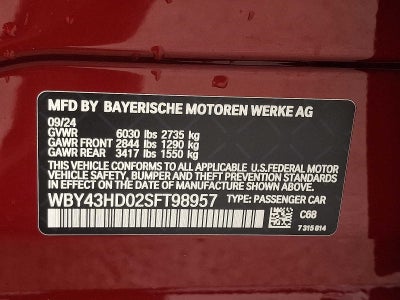 MFD BY BAYERISCHE MOTOREN WERKE AG
09/24
GVWR 6030 lbs 2735 kg
GAWR FRONT 2844 lbs 1290 kg
GAWR REAR 3417 lbs 1550 kg
THIS VEHICLE CONFORMS TO ALL APPLICABLE U.S.FEDERAL MOTOR
VEHICLE SAFETY, BUMPER, AND THEFT PREVENTION
STANDARDS IN EFFECT ON THE DATE OF MANUFACTURE SHOWN ABOVE.
WBY43HD02SFT98957 TYPE: PASSENGER CAR
C68
7 315 614